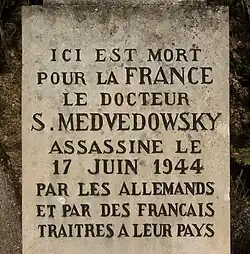 ICI EST MORT
POUR LA FRANCE
LE DOCTEUR
S. MEDVEDOWSKY
ASSASSINE LE
17 JUIN 1944
PAR LES ALLEMANDS
ET PAR DES FRANCAIS
TRAITRES A LEUR PAYS